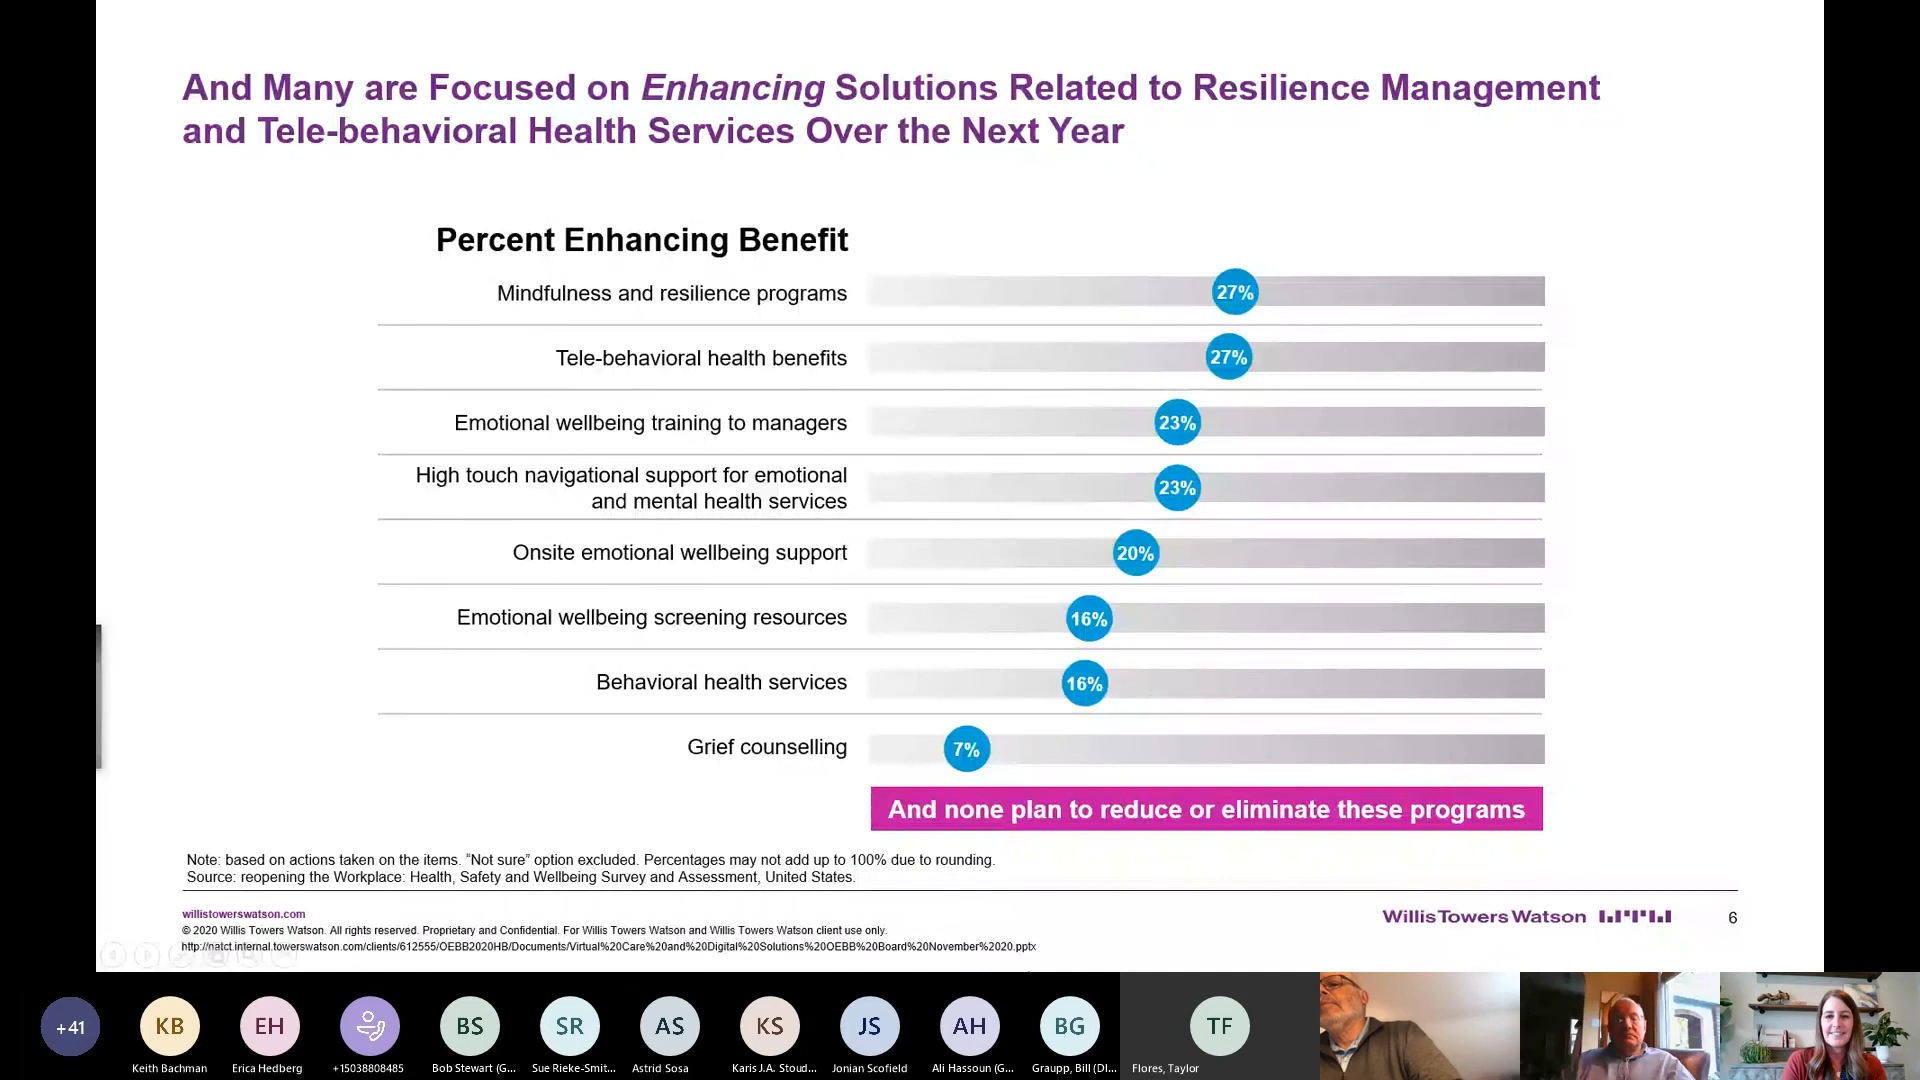 And Many are Focused on Enhancing Solutions Related to Resilience Management
and Tele-behavioral Health Services Over the Next Year
Percent Enhancing Benefit
Mindfulness and resilience programs
27%
Tele-behavioral health benefits
27%
Emotional wellbeing training to managers
23%
High touch navigational support for emotional
and mental health services
23%
Onsite emotional wellbeing support
20%
Emotional wellbeing screening resources
16%
Behavioral health services
16%
Grief counselling
7%
And none plan to reduce or eliminate these programs
Note: based on actions taken on the items. “Not sure” option excluded. Percentages may not add up to 100% due to rounding.
Source: reopening the Workplace: Health, Safety and Wellbeing Survey and Assessment, United States.
willistowerswatson.com
© 2020 Willis Towers Watson. All rights reserved. Proprietary and Confidential. For Willis Towers Watson and Willis Towers Watson client use only.
http://natct.internal.towerswatson.com/clients/612555/OEBB2020HB/Documents/Virtual%20Care%20and%20Digital%20Solutions%20OEBB%20Board%20November%2020.pptx
Willis Towers Watson
6
+41
KB
EH
BS
SR
AS
KS
JS
AH
BG
TF
Keith Bachman
Erica Hedberg
+15038808485
Bob Stewart (G...
Sue Rieke-Smit...
Astrid Sosa
Karis J.A. Stoud...
Jonian Scofield
Ali Hassoun (G...
Graupp, Bill (DI...
Flores, Taylor